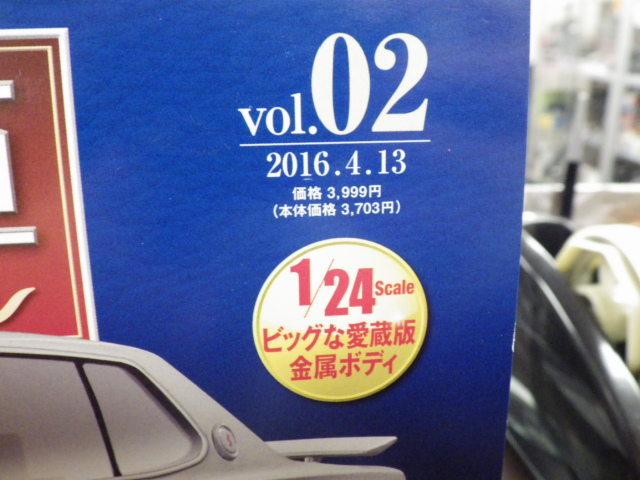 vol.02
2016.4.13
価格 3,999円
(本体価格 3,703円)
1/24 Scale
ビッグな愛蔵版
金属ボディ